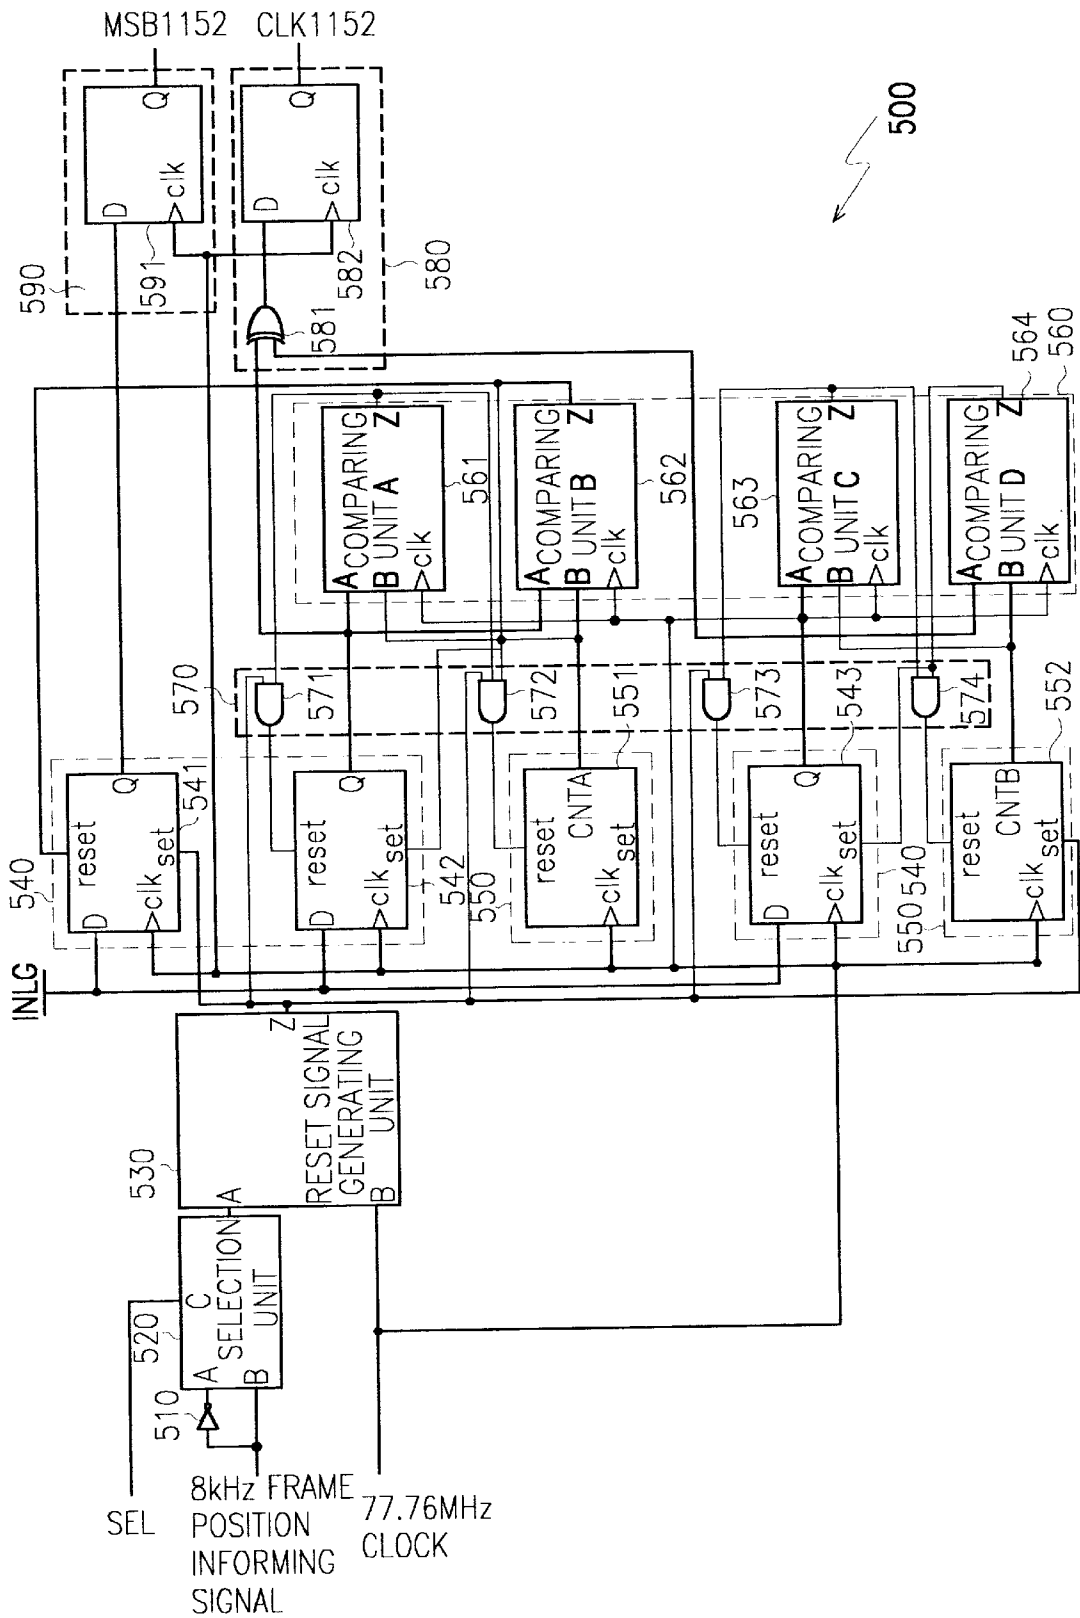 MSB1152
CLK1152
590
D
Q
clk
591
D
Q
clk
582
581
580
500
A COMPARING
UNIT A
B
clk
Z
561
A COMPARING
UNIT B
B
clk
Z
562
563
A COMPARING
UNIT C
B
clk
Z
A COMPARING
UNIT D
B
clk
Z
564
560
570
571
572
573
574
540
D
reset
Q
clk
set
541
D
reset
Q
clk
set
542
550
reset
CNTA
clk
set
551
D
reset
Q
clk
set
543
540
550
reset
CNTB
clk
set
552
INLG
530
Z
RESET SIGNAL
GENERATING
UNIT
A
B
520
C
SELECTION
UNIT
A
B
510
SEL
8kHz FRAME
POSITION
INFORMING
SIGNAL
77.76MHz
CLOCK